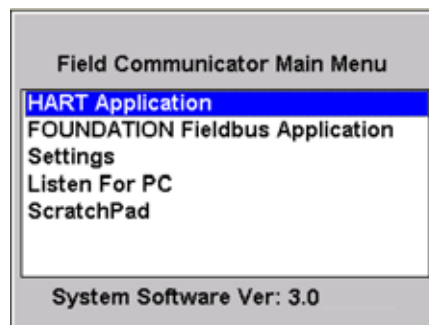 Field Communicator Main Menu
HART Application
FOUNDATION Fieldbus Application
Settings
Listen For PC
ScratchPad
System Software Ver: 3.0